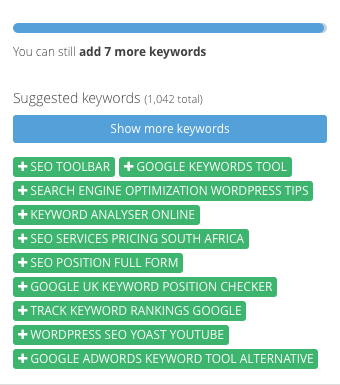 You can still add 7 more keywords
Suggested keywords (1,042 total)
Show more keywords
+ SEO TOOLBAR + GOOGLE KEYWORDS TOOL
+ SEARCH ENGINE OPTIMIZATION WORDPRESS TIPS
+ KEYWORD ANALYSER ONLINE
+ SEO SERVICES PRICING SOUTH AFRICA
+ SEO POSITION FULL FORM
+ GOOGLE UK KEYWORD POSITION CHECKER
+ TRACK KEYWORD RANKINGS GOOGLE
+ WORDPRESS SEO YOAST YOUTUBE
+ GOOGLE ADWORDS KEYWORD TOOL ALTERNATIVE